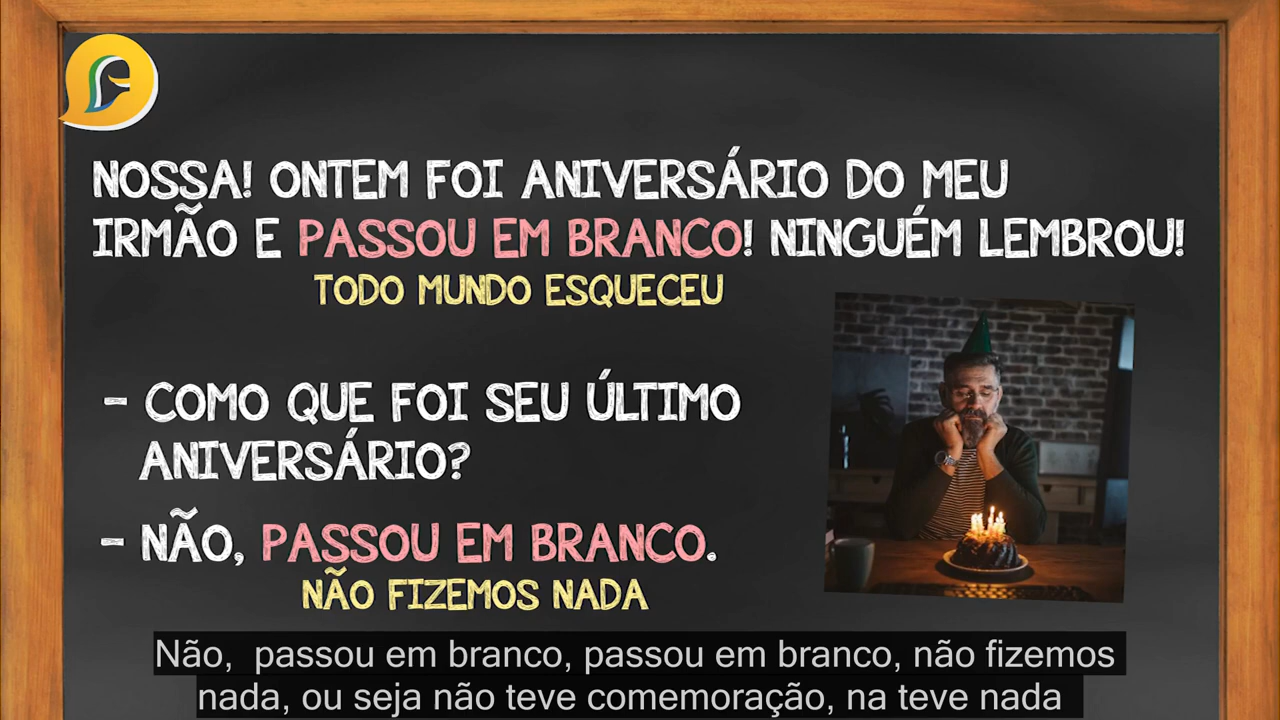 NOSSA! ONTEM FOI ANIVERSÁRIO DO MEU
IRMÃO E PASSOU EM BRANCO! NINGUÉM LEMBROU!
TODO MUNDO ESQUECEU
- COMO QUE FOI SEU ÚLTIMO
ANIVERSÁRIO?
- NÃO, PASSOU EM BRANCO.
NÃO FIZEMOS NADA
Não, passou em branco, passou em branco, não fizemos
nada, ou seja não teve comemoração, na teve nada